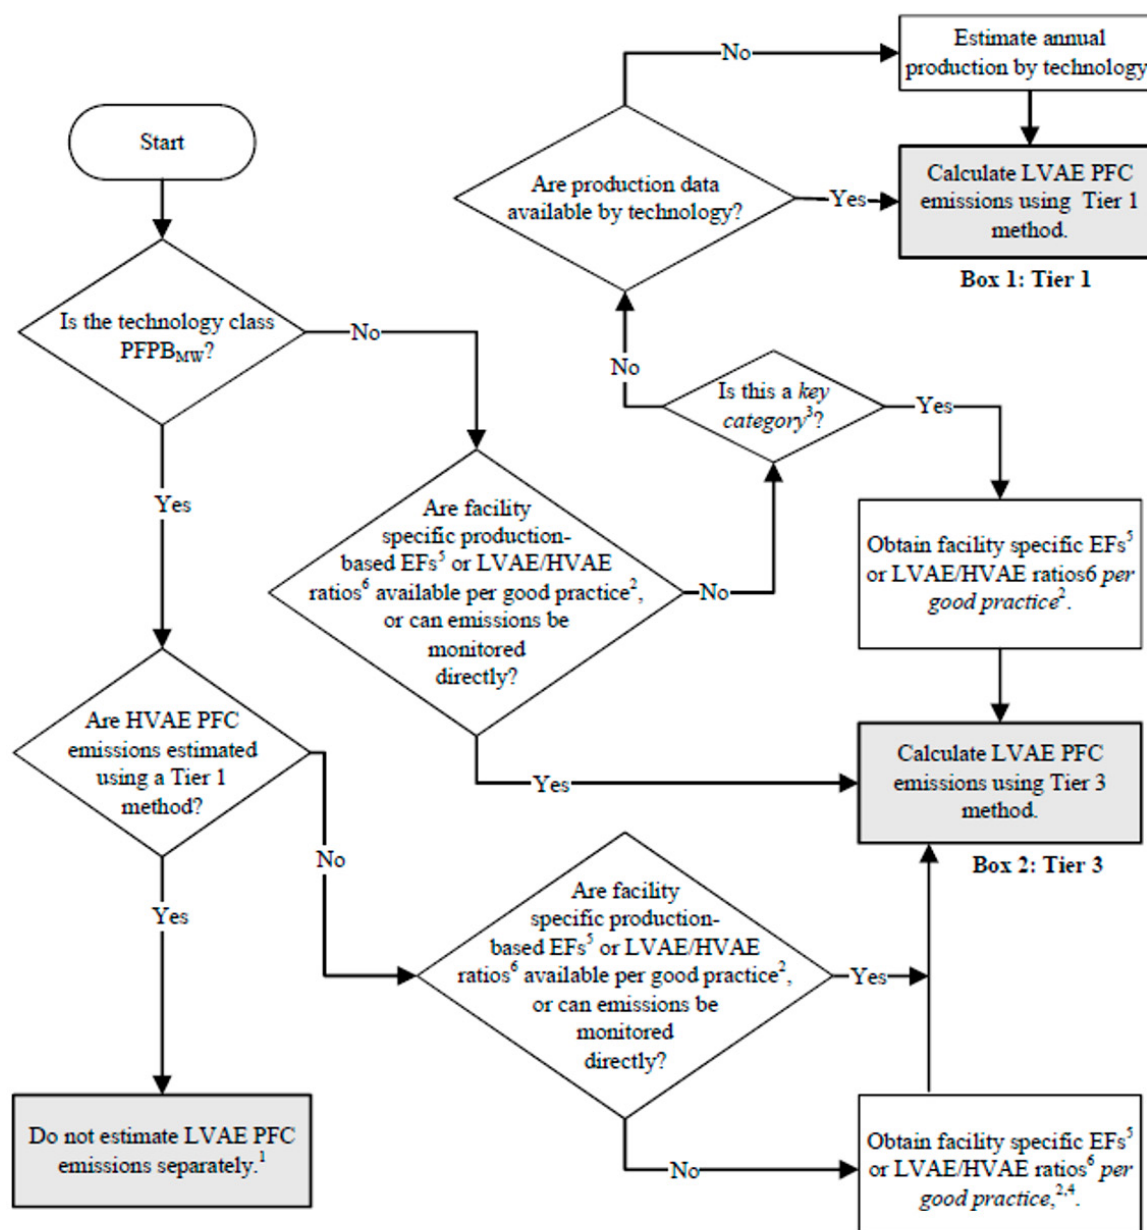 Start
Is the technology class
PFPB_MW?
No
Yes
Are HVAE PFC
emissions estimated
using a Tier 1
method?
Yes
No
Do not estimate LVAE PFC
emissions separately.¹
Are facility
specific production-
based EFs⁵ or LVAE/HVAE
ratios⁶ available per good practice²,
or can emissions be
monitored
directly?
No
Yes
Is this a key
category³?
No
Yes
Are production data
available by technology?
No
Yes
Estimate annual
production by technology
Calculate LVAE PFC
emissions using Tier 1
method.
Box 1: Tier 1
Obtain facility specific EFs⁵
or LVAE/HVAE ratios6 per
good practice².
Calculate LVAE PFC
emissions using Tier 3
method.
Box 2: Tier 3
Are facility
specific production-
based EFs⁵ or LVAE/HVAE
ratios⁶ available per good practice²,
or can emissions be
monitored
directly?
Yes
No
Obtain facility specific EFs⁵
or LVAE/HVAE ratios⁶ per
good practice,²,⁴.